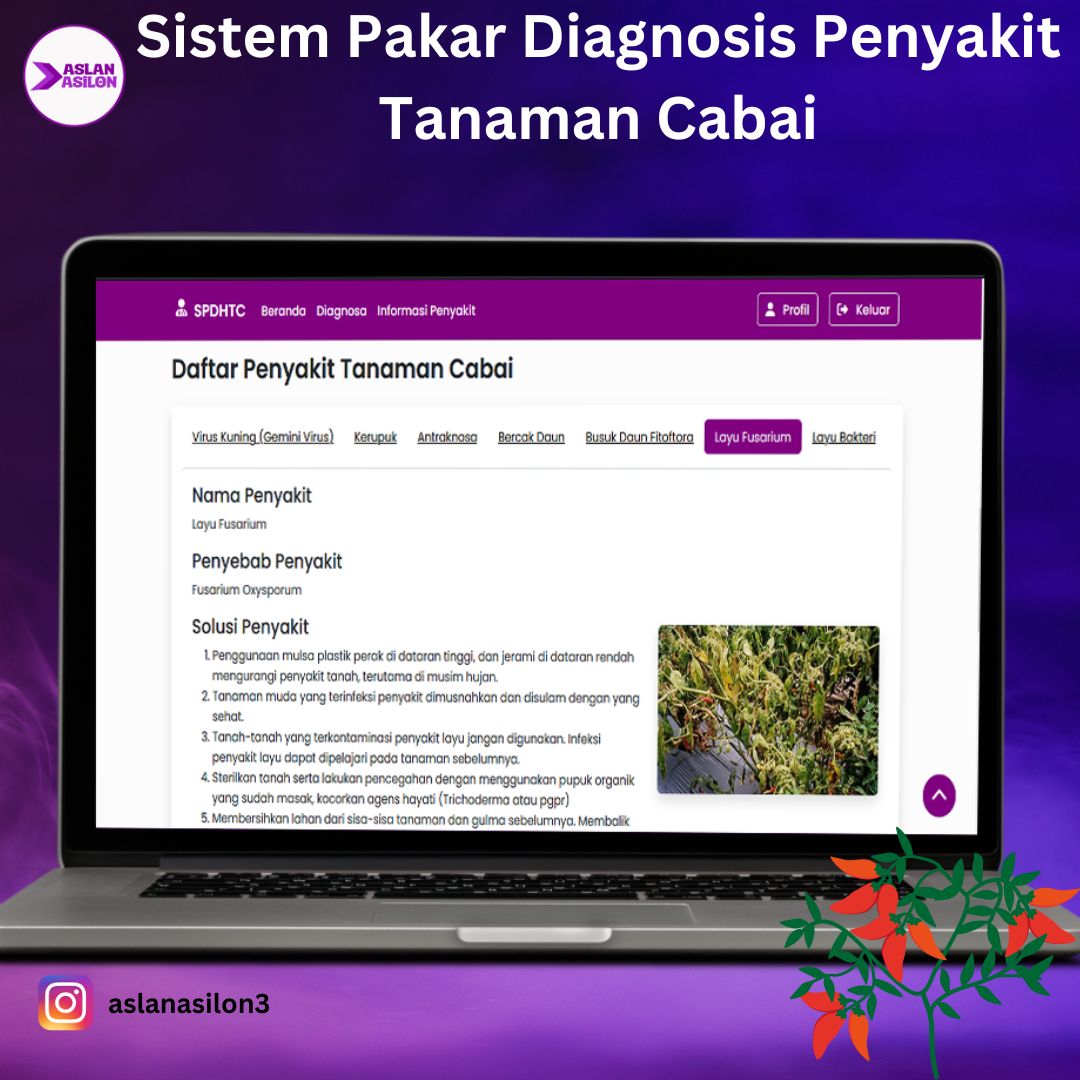 ASLAN
ASILON
Sistem Pakar Diagnosis Penyakit
Tanaman Cabai
SPDHTC Beranda Diagnosa Informasi Penyakit Profil Keluar
Daftar Penyakit Tanaman Cabai
Virus Kuning (Gemini Virus) Kerupuk Antraknosa Bercak Daun Busuk Daun Fitoftora Layu Fusarium Layu Bakteri
Nama Penyakit
Layu Fusarium
Penyebab Penyakit
Fusarium Oxysporum
Solusi Penyakit
1. Penggunaan mulsa plastik perak di dataran tinggi, dan jerami di dataran rendah
mengurangi penyakit tanah, terutama di musim hujan.
2. Tanaman muda yang terinfeksi penyakit dimusnahkan dan disulam dengan yang
sehat.
3. Tanah-tanah yang terkontaminasi penyakit layu jangan digunakan. Infeksi
penyakit layu dapat dipelajari pada tanaman sebelumnya.
4. Sterilkan tanah serta lakukan pencegahan dengan menggunakan pupuk organik
yang sudah masak, kocorkan agens hayati (Trichoderma atau pgpr)
5. Membersihkan lahan dari sisa-sisa tanaman dan gulma sebelumnya. Membalik
aslanasilon3